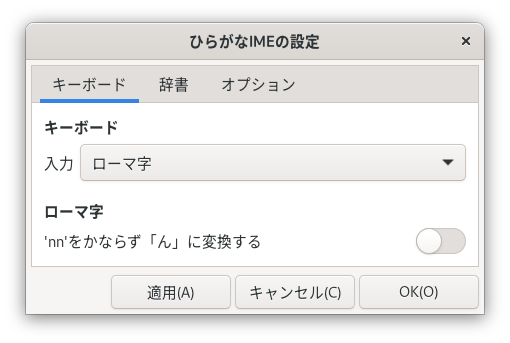 ひらがなIMEの設定
キーボード 辞書 オプション
キーボード
入力 ローマ字
ローマ字
'nn'をかならず「ん」に変換する
適用(A) キャンセル(C) OK(O)